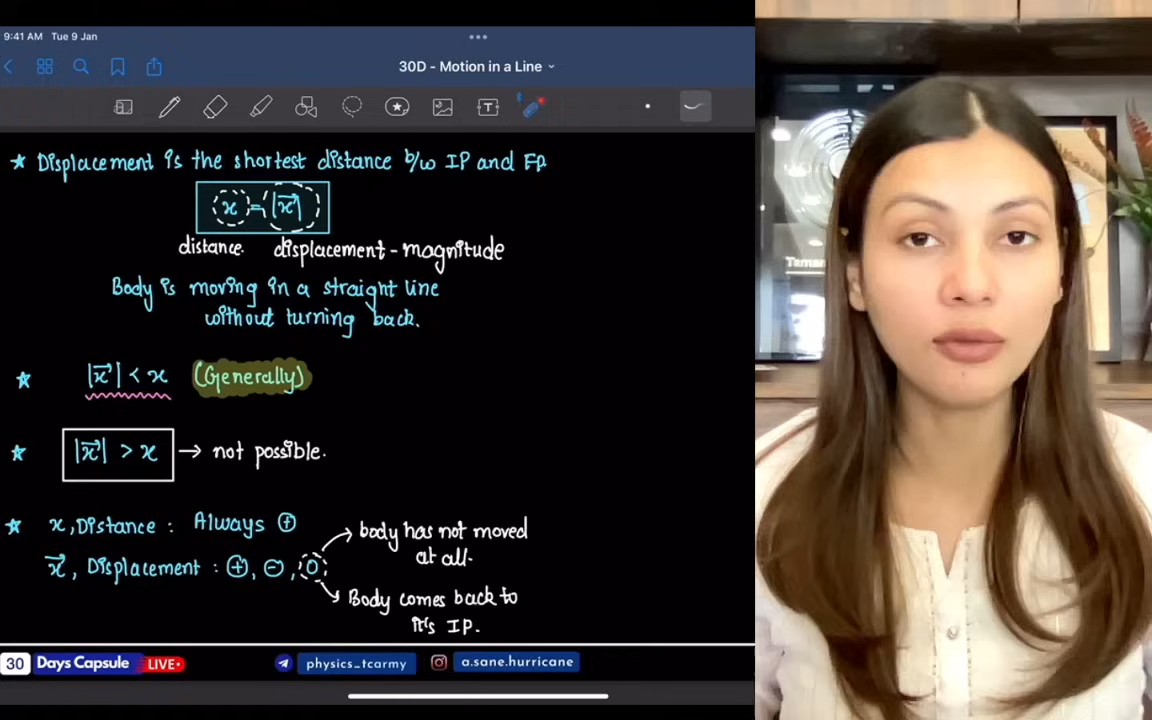 9:41 AM Tue 9 Jan
30D - Motion in a Line
T
★ Displacement is the shortest distance b/w IP and FP
x = |x⃗|
distance. displacement - magnitude
Body is moving in a straight line
without turning back.
★ |x⃗| < x (Generally)
★ |x⃗| > x → not possible.
★ x, Distance : Always ⊕
x⃗, Displacement : ⊕, ⊖, 0
body has not moved
at all.
Body comes back to
it's IP.
30 Days Capsule LIVE
physics_tcarmy
a.sane.hurricane